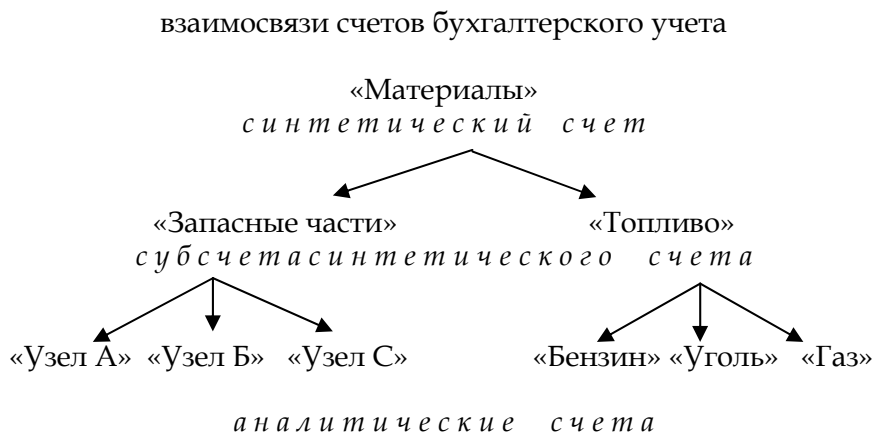 взаимосвязи счетов бухгалтерского учета
«Материалы»
синтетический счет
«Запасные части» «Топливо»
субсчетасинтетического счета
«Узел А» «Узел Б» «Узел С» «Бензин» «Уголь» «Газ»
аналитические счета